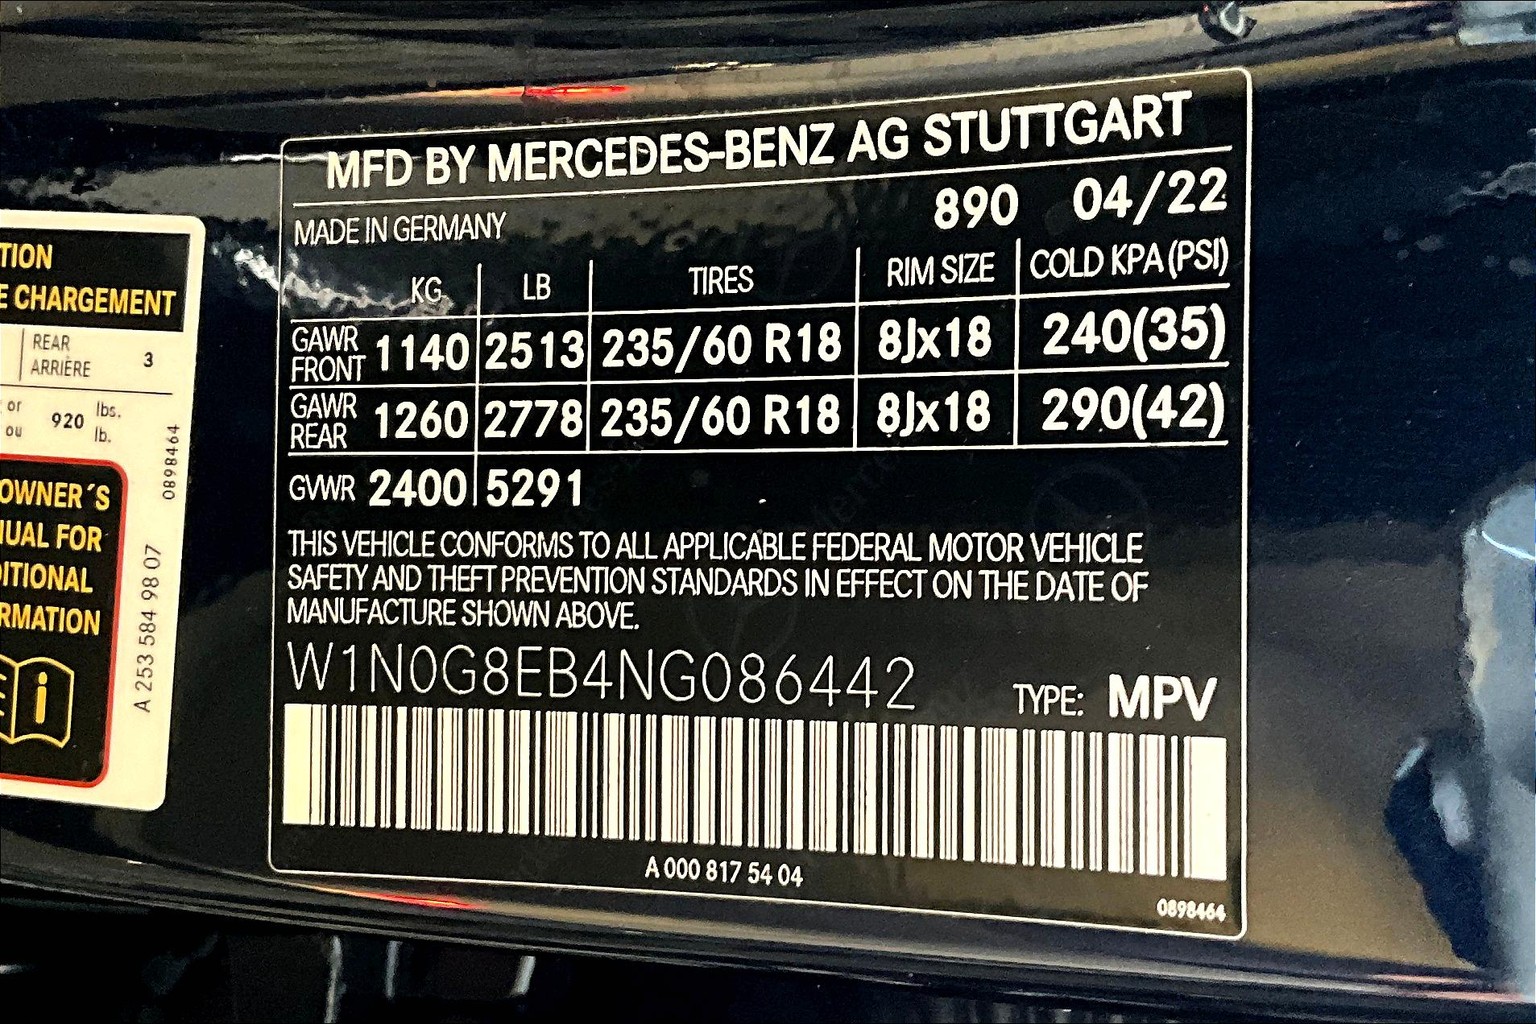 MFD BY MERCEDES-BENZ AG STUTTGART
MADE IN GERMANY 890 04/22
KG LB TIRES RIM SIZE COLD KPA (PSI)
GAWR FRONT 1140 2513 235/60 R18 8Jx18 240(35)
GAWR REAR 1260 2778 235/60 R18 8Jx18 290(42)
GVWR 2400 5291
THIS VEHICLE CONFORMS TO ALL APPLICABLE FEDERAL MOTOR VEHICLE
SAFETY AND THEFT PREVENTION STANDARDS IN EFFECT ON THE DATE OF
MANUFACTURE SHOWN ABOVE.
W1N0G8EB4NG086442 TYPE: MPV
A 000 817 54 04
0898464
TION
E CHARGEMENT
REAR
ARRIÈRE 3
or 920 lbs.
ou lb.
0898464
OWNER´S
UAL FOR
DITIONAL
RMATION
A 253 584 98 07